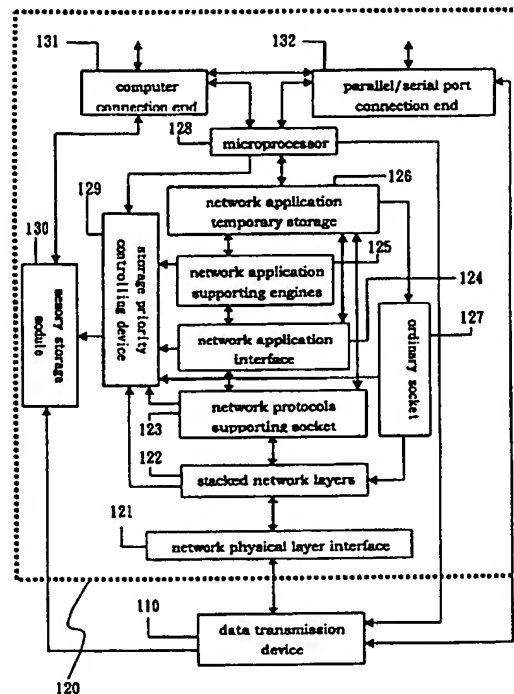 131
132
computer
connection end
parallel/serial port
connection end
128
microprocessor
126
129
network application
temporary storage
130
125
storage priority
controlling device
network application
supporting engines
124
memory storage
module
network application
interface
127
ordinary socket
network protocols
supporting socket
123
122
stacked network layers
121
network physical layer interface
110
data transmission
device
120